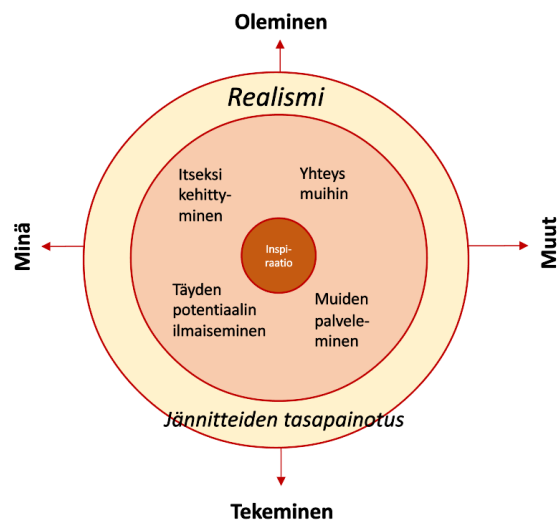 Oleminen
Realismi
Itseksi
kehitty-
minen
Yhteys
muihin
Minä
Inspi-
raatio
Muut
Täyden
potentiaalin
ilmaiseminen
Muiden
palvele-
minen
Jännitteiden tasapainotus
Tekeminen